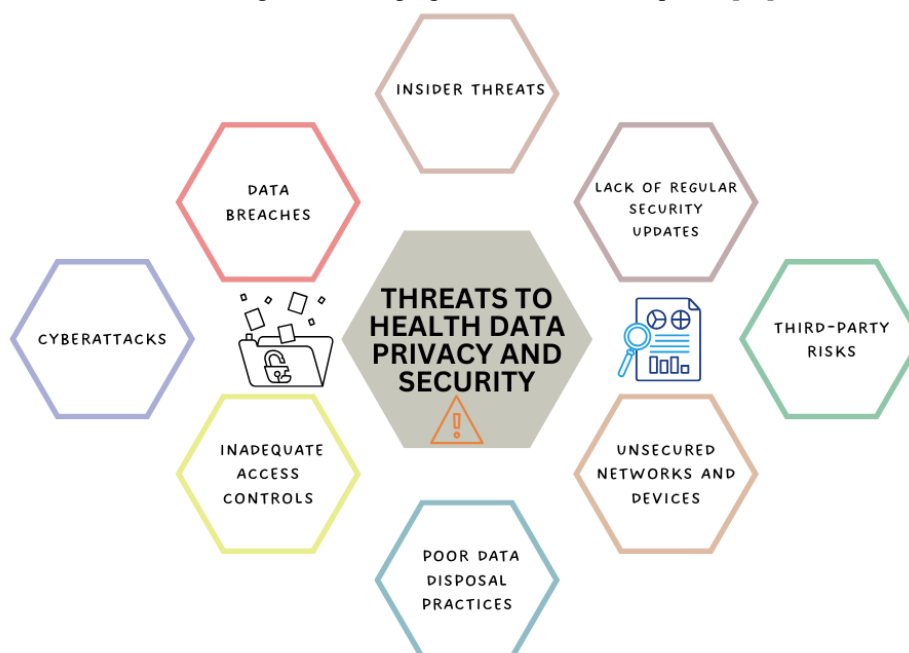 INSIDER THREATS
DATA
BREACHES
LACK OF REGULAR
SECURITY
UPDATES
CYBERATTACKS
THREATS TO
HEALTH DATA
PRIVACY AND
SECURITY
THIRD-PARTY
RISKS
INADEQUATE
ACCESS
CONTROLS
UNSECURED
NETWORKS AND
DEVICES
POOR DATA
DISPOSAL
PRACTICES